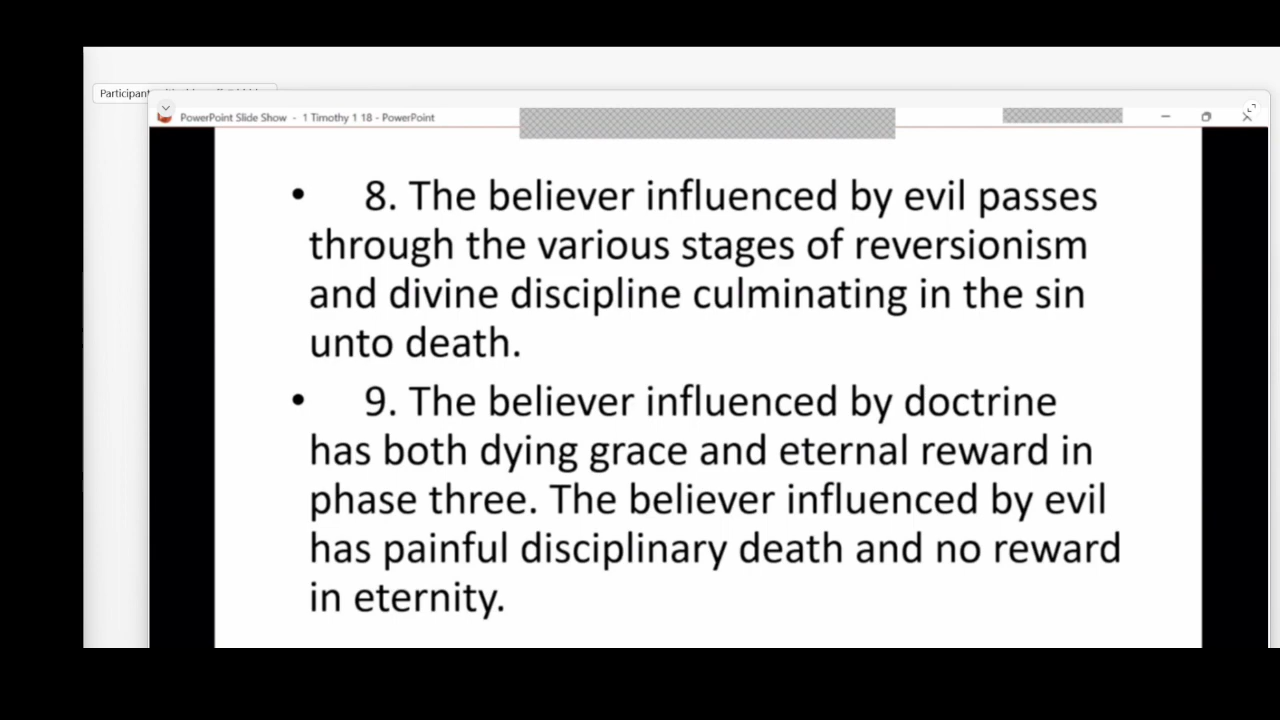 Participant
PowerPoint Slide Show - 1 Timothy 1 18 - PowerPoint
• 8. The believer influenced by evil passes
through the various stages of reversionism
and divine discipline culminating in the sin
unto death.
• 9. The believer influenced by doctrine
has both dying grace and eternal reward in
phase three. The believer influenced by evil
has painful disciplinary death and no reward
in eternity.